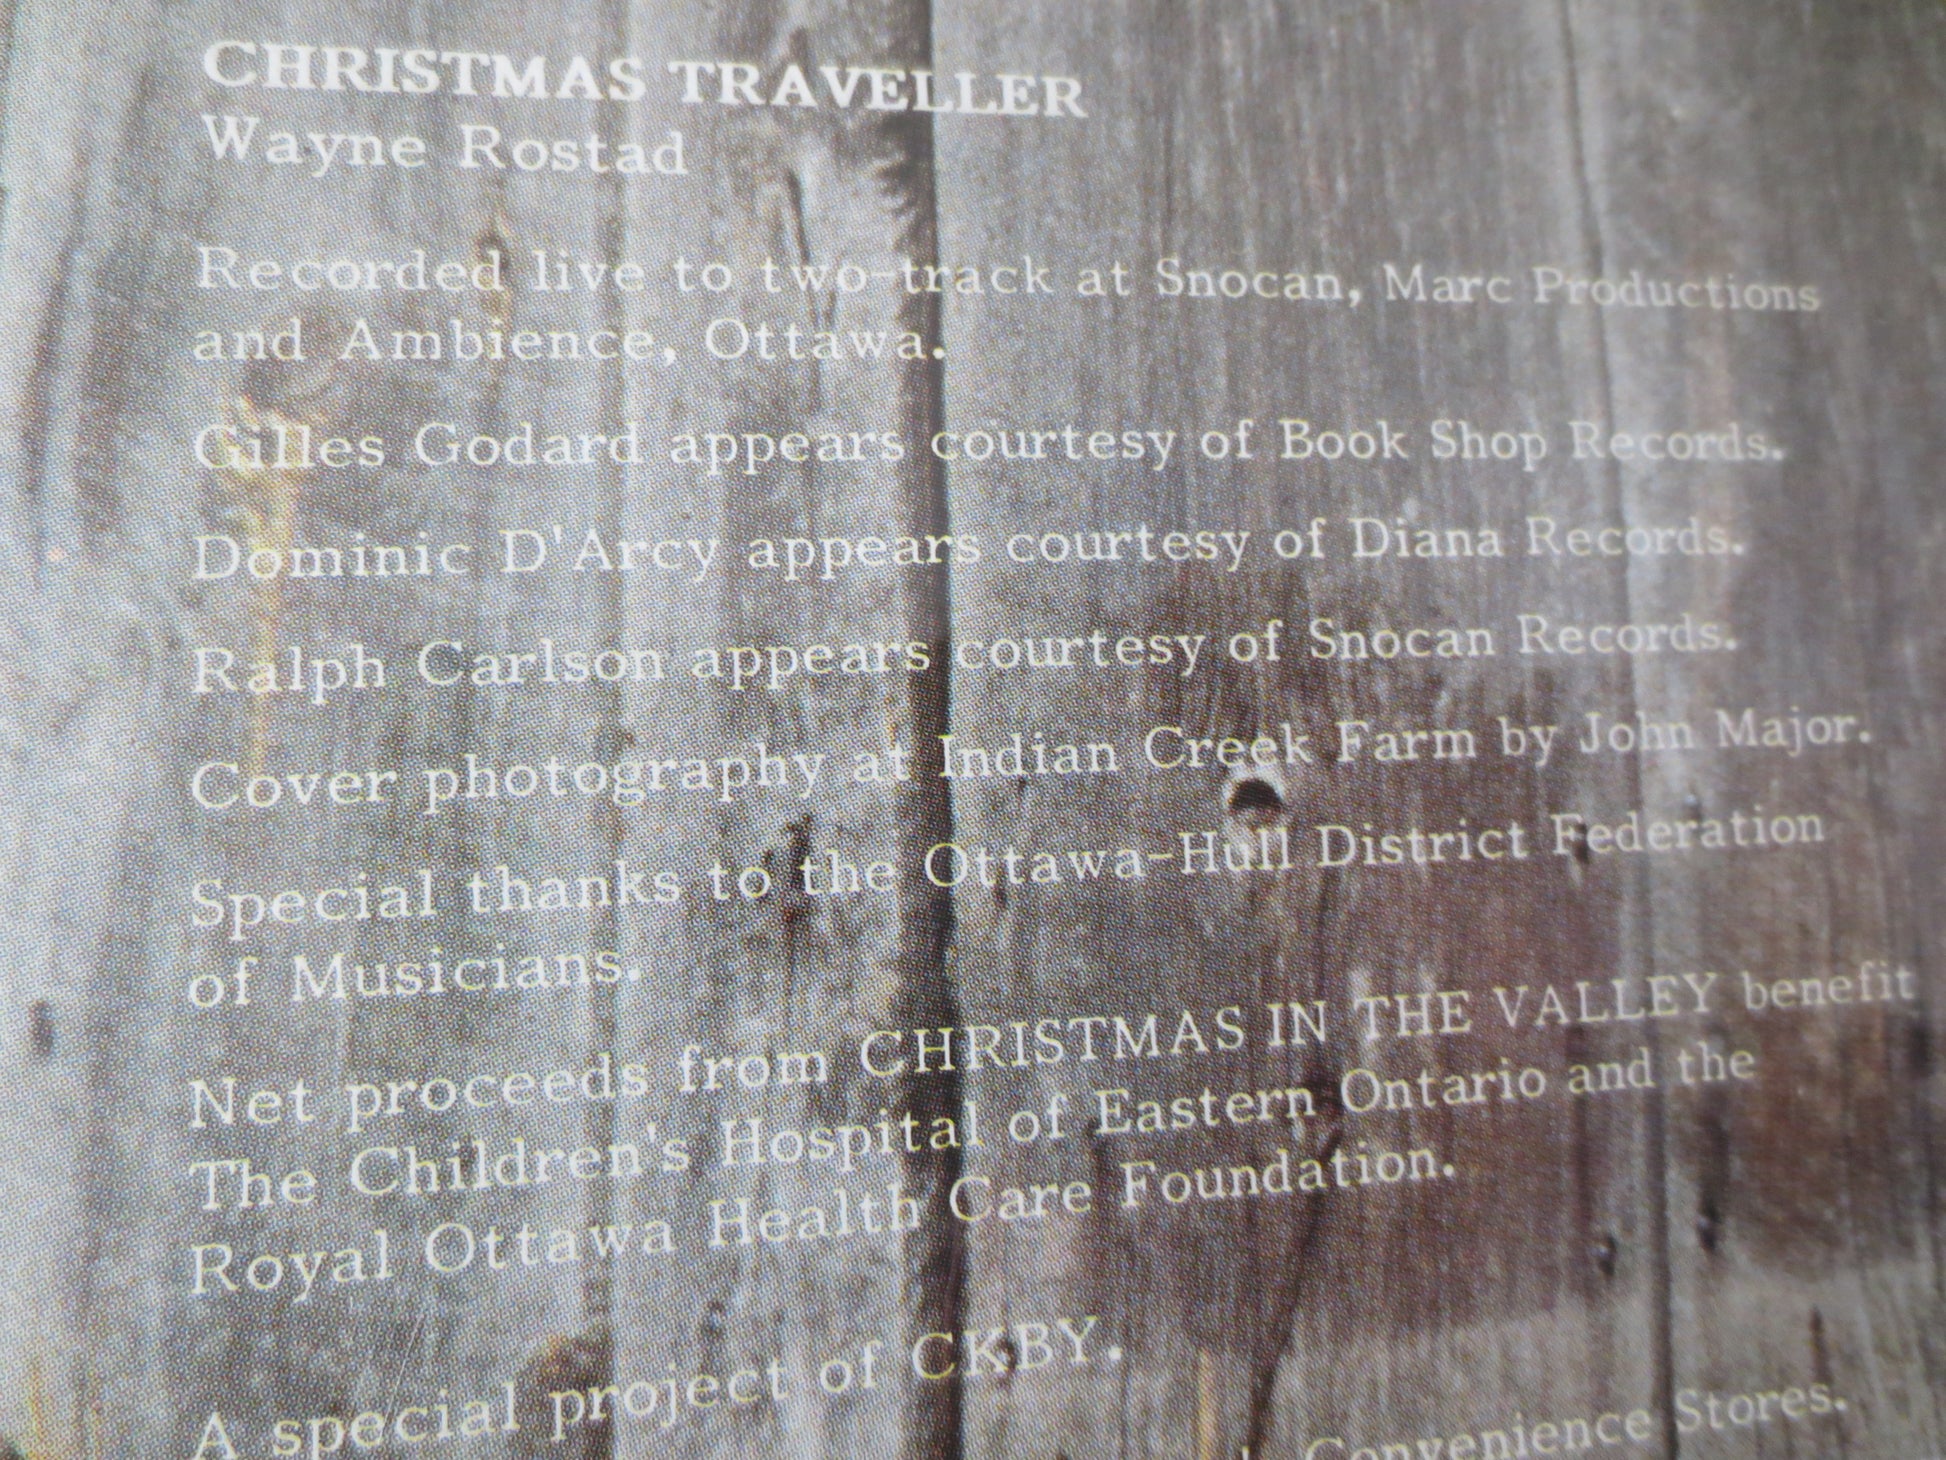 CHRISTMAS TRAVELLER
Wayne Rostad
Recorded live to two-track at Snocan, Marc Productions
and Ambience, Ottawa.
Gilles Godard appears courtesy of Book Shop Records.
Dominic D'Arcy appears courtesy of Diana Records.
Ralph Carlson appears courtesy of Snocan Records.
Cover photography at Indian Creek Farm by John Major.
Special thanks to the Ottawa-Hull District Federation
of Musicians.
Net proceeds from CHRISTMAS IN THE VALLEY benefit
The Children's Hospital of Eastern Ontario and the
Royal Ottawa Health Care Foundation.
A special project of CKBY.
Convenience Stores.